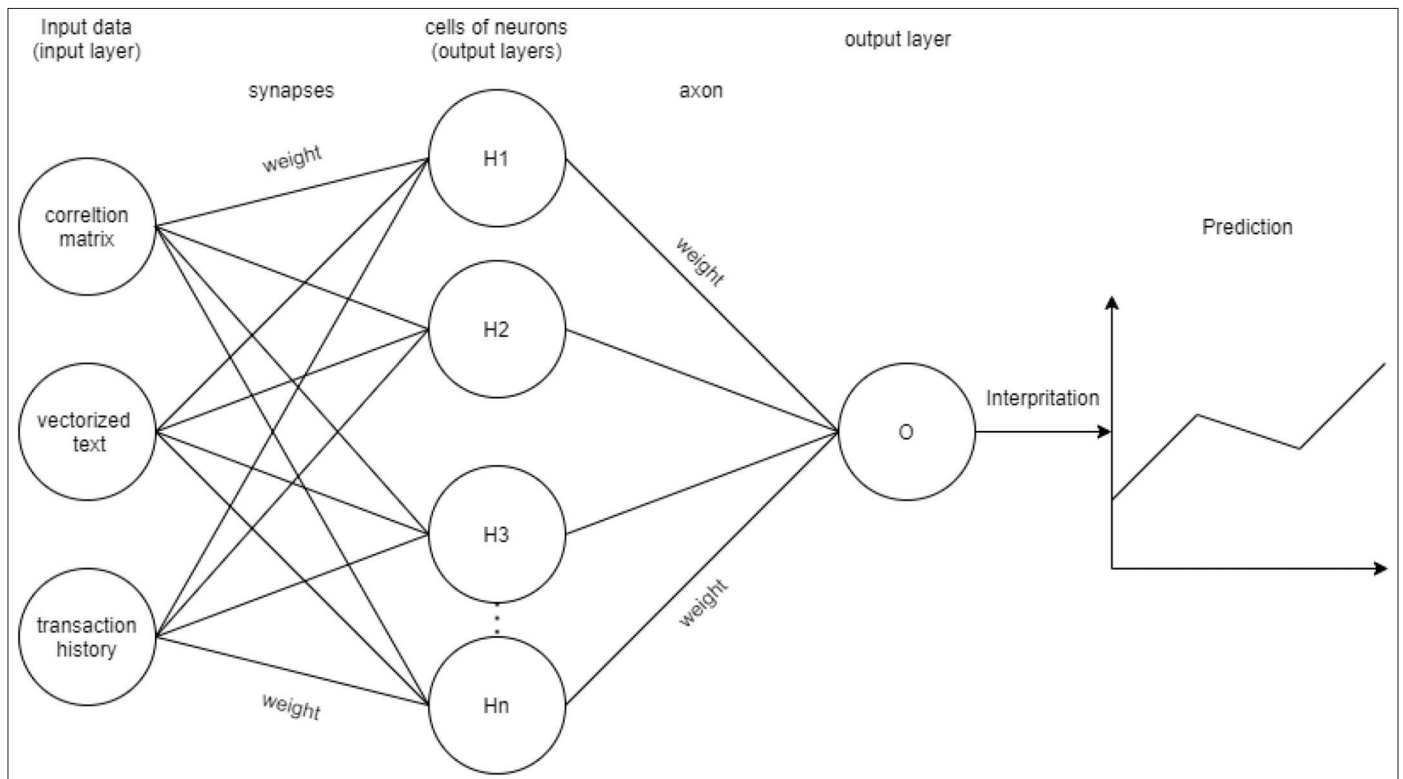 Input data
(input layer)
cells of neurons
(output layers)
output layer
synapses
axon
weight
H1
correltion
matrix
weight
Prediction
H2
vectorized
text
Interpritation
O
H3
transaction
history
weight
weight
Hn